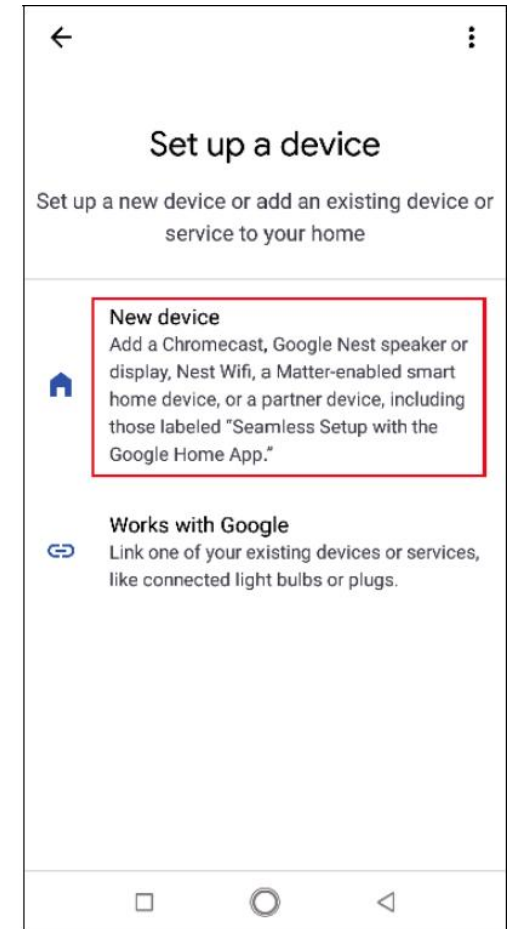 Set up a device
Set up a new device or add an existing device or
service to your home
New device
Add a Chromecast, Google Nest speaker or
display, Nest Wifi, a Matter-enabled smart
home device, or a partner device, including
those labeled “Seamless Setup with the
Google Home App.”
Works with Google
Link one of your existing devices or services,
like connected light bulbs or plugs.